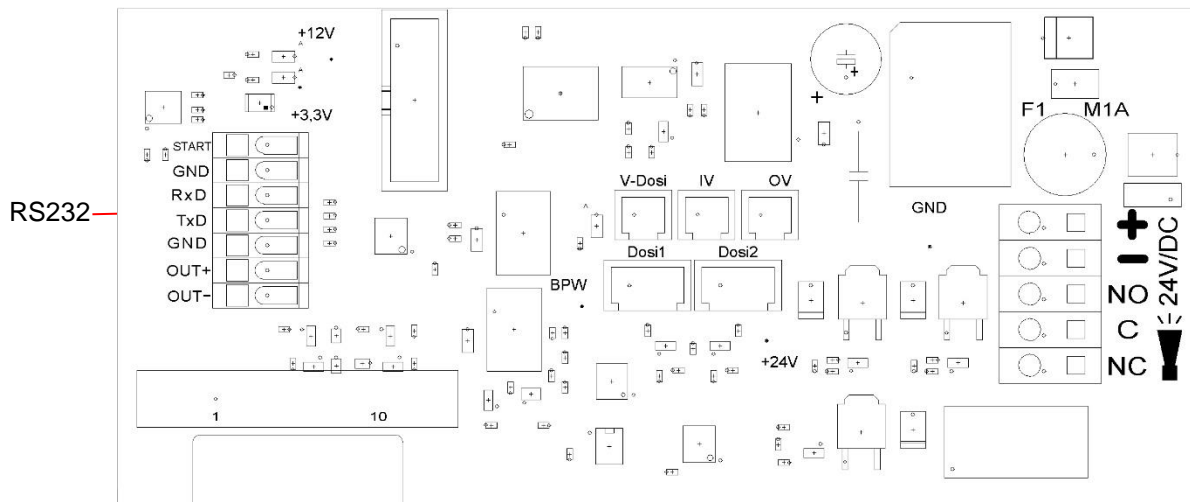 +12V
+3,3V
START
GND
RxD
TxD
GND
OUT+
OUT-
RS232
V-Dosi IV OV
Dosi1 Dosi2
BPW
+24V
GND
F1 M1A
+
-
NO
C
NC
24V/DC
1 10